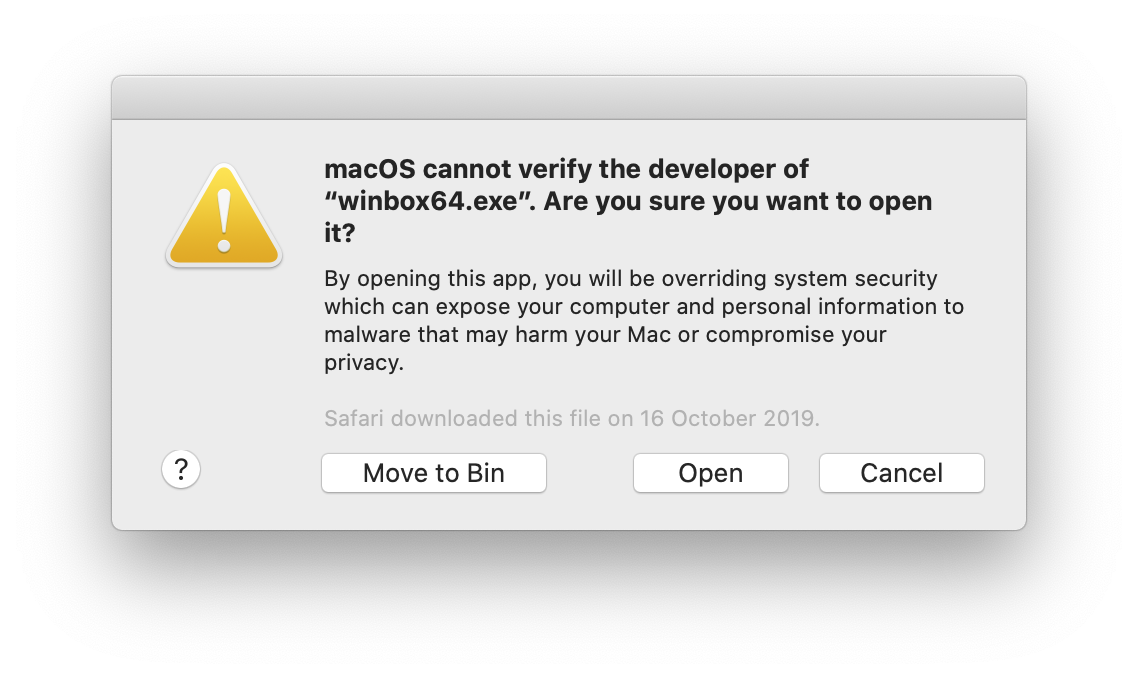 macOS cannot verify the developer of
“winbox64.exe”. Are you sure you want to open
it?
By opening this app, you will be overriding system security
which can expose your computer and personal information to
malware that may harm your Mac or compromise your
privacy.
Safari downloaded this file on 16 October 2019.
? Move to Bin Open Cancel